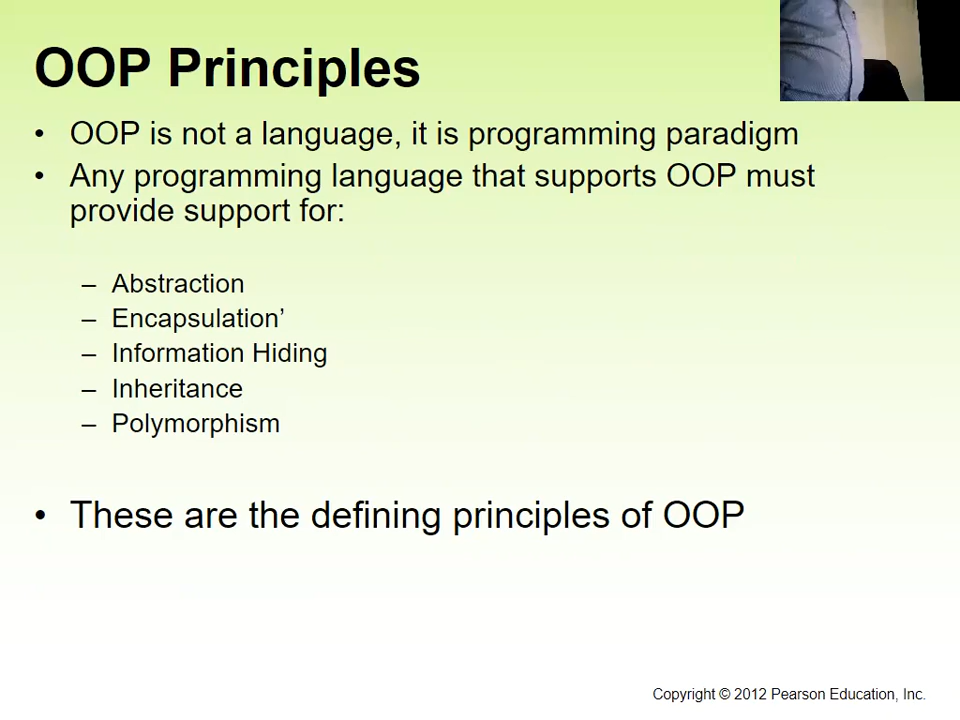 OOP Principles
• OOP is not a language, it is programming paradigm
• Any programming language that supports OOP must
provide support for:
– Abstraction
– Encapsulation’
– Information Hiding
– Inheritance
– Polymorphism
• These are the defining principles of OOP
Copyright © 2012 Pearson Education, Inc.